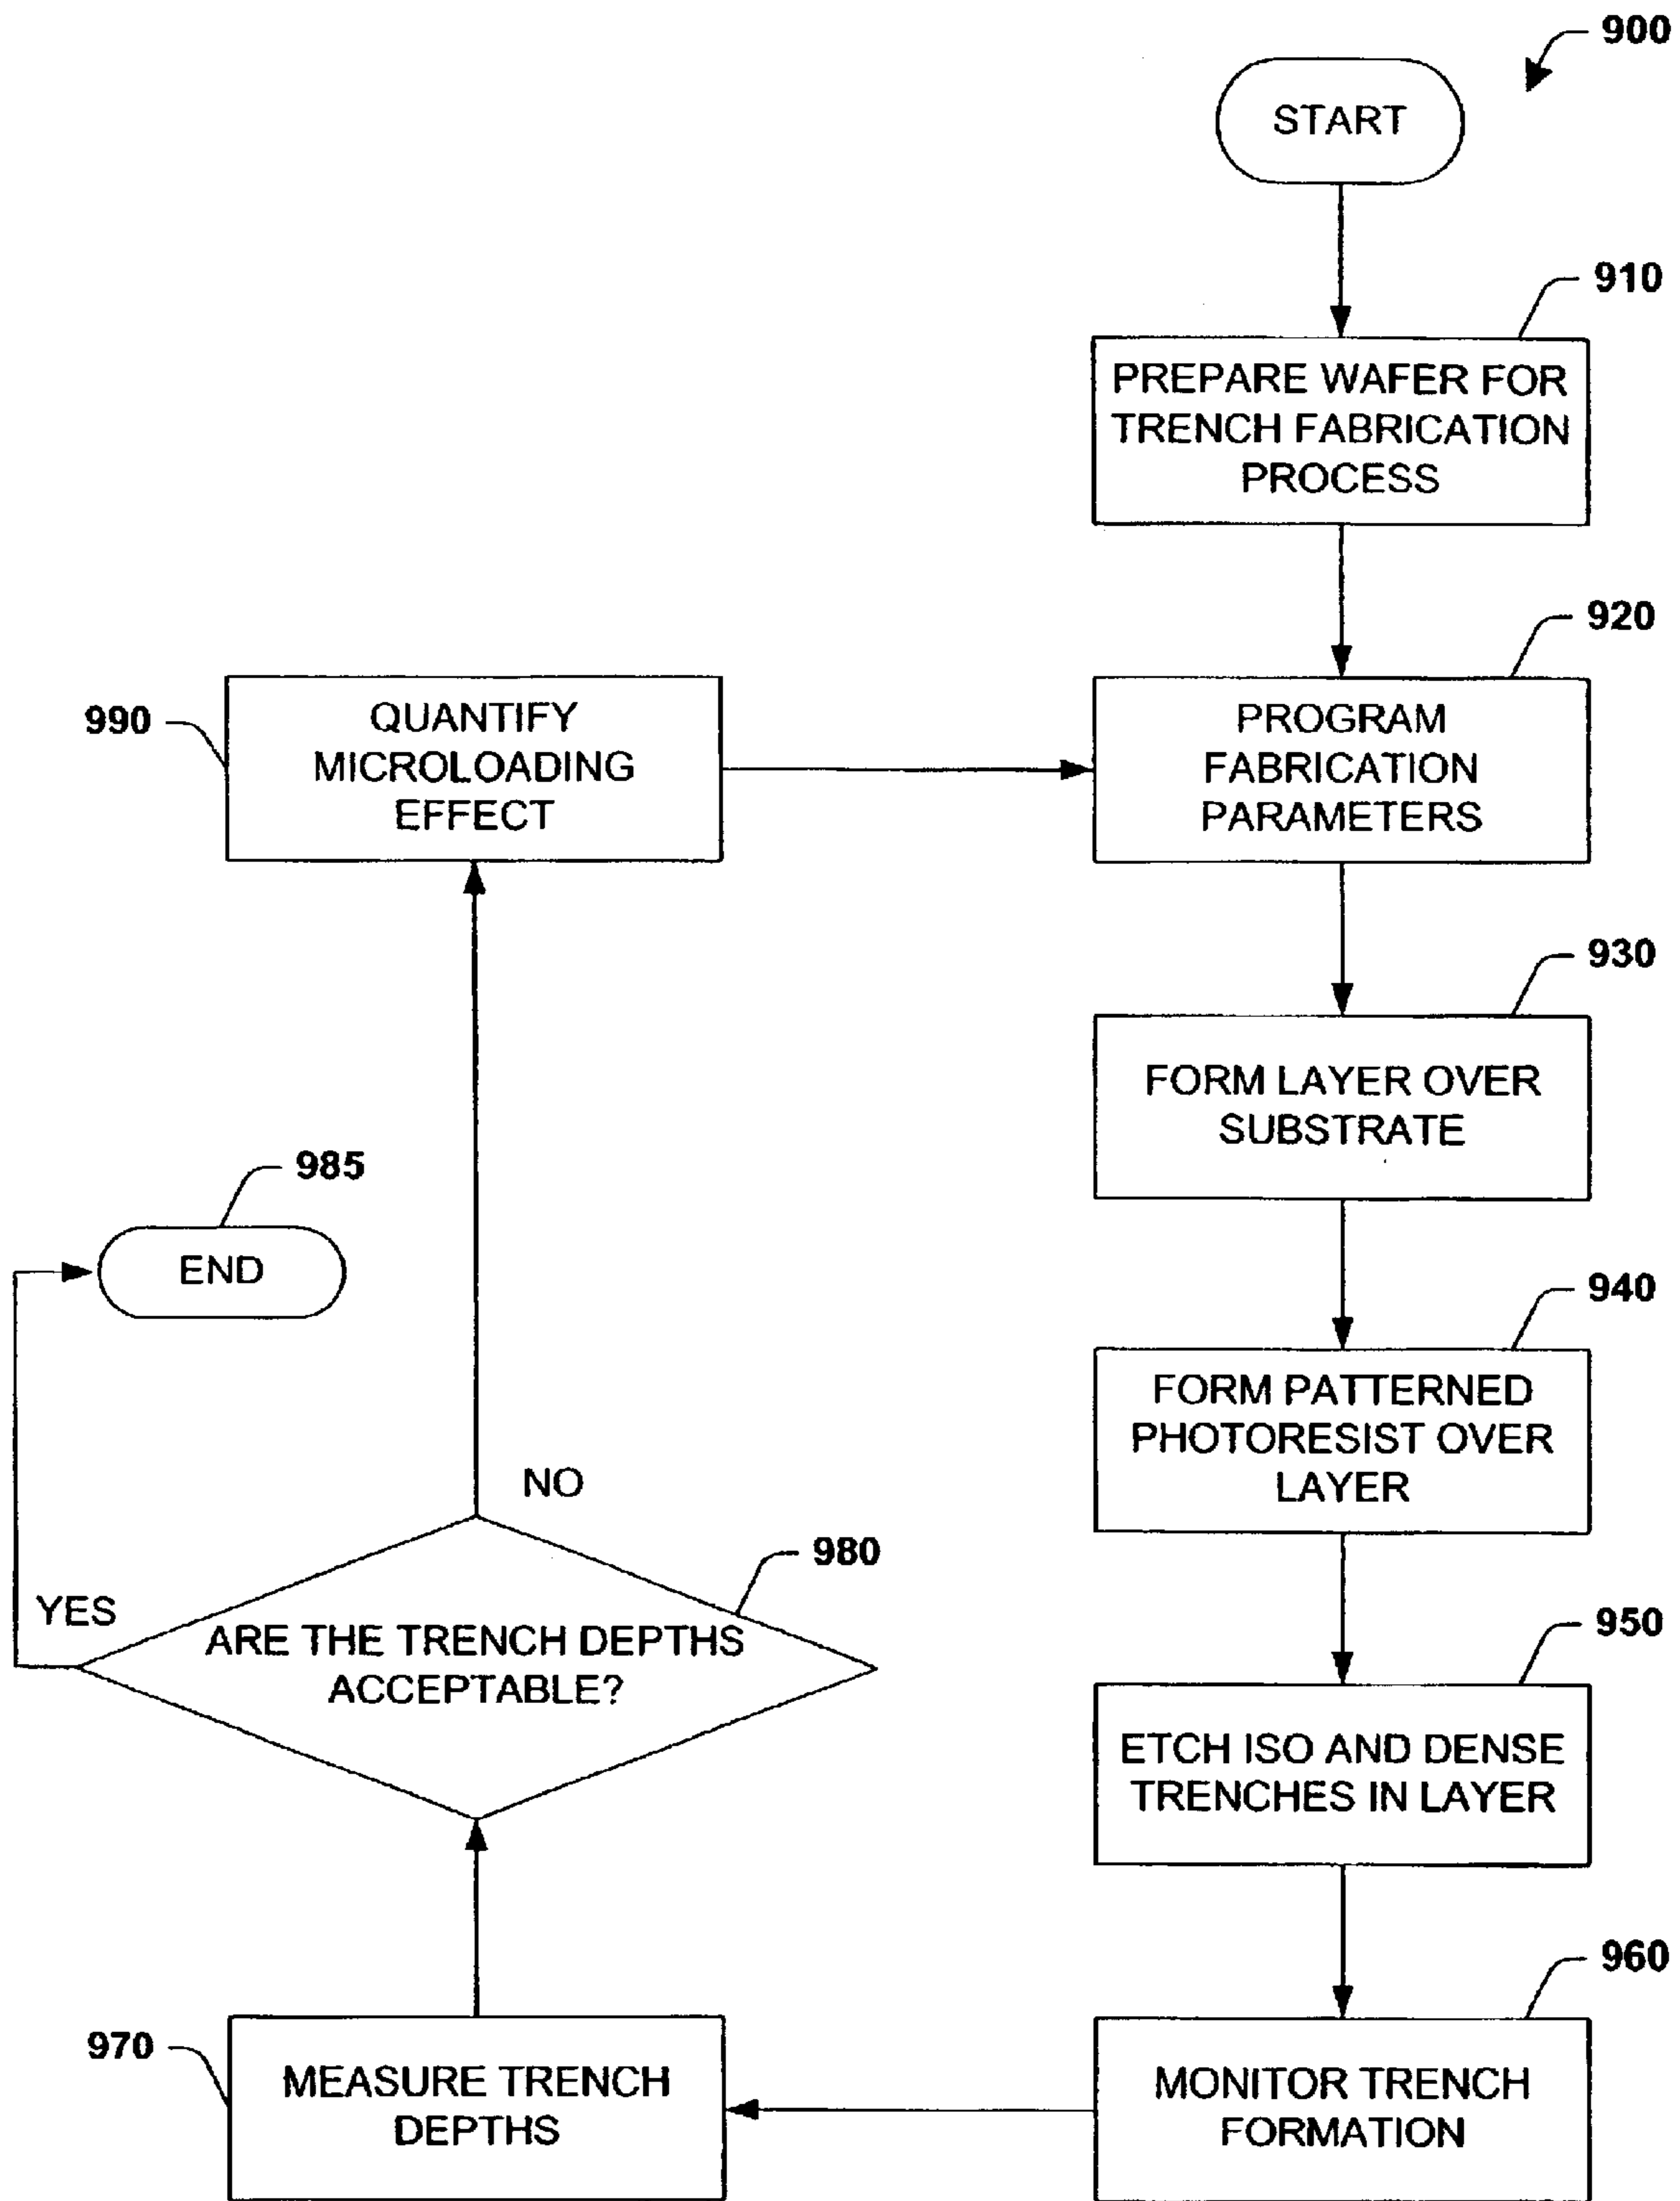 900
START
910
PREPARE WAFER FOR
TRENCH FABRICATION
PROCESS
920
PROGRAM
FABRICATION
PARAMETERS
990
QUANTIFY
MICROLOADING
EFFECT
930
FORM LAYER OVER
SUBSTRATE
985
END
940
FORM PATTERNED
PHOTORESIST OVER
LAYER
NO
YES
980
ARE THE TRENCH DEPTHS
ACCEPTABLE?
950
ETCH ISO AND DENSE
TRENCHES IN LAYER
960
MONITOR TRENCH
FORMATION
970
MEASURE TRENCH
DEPTHS